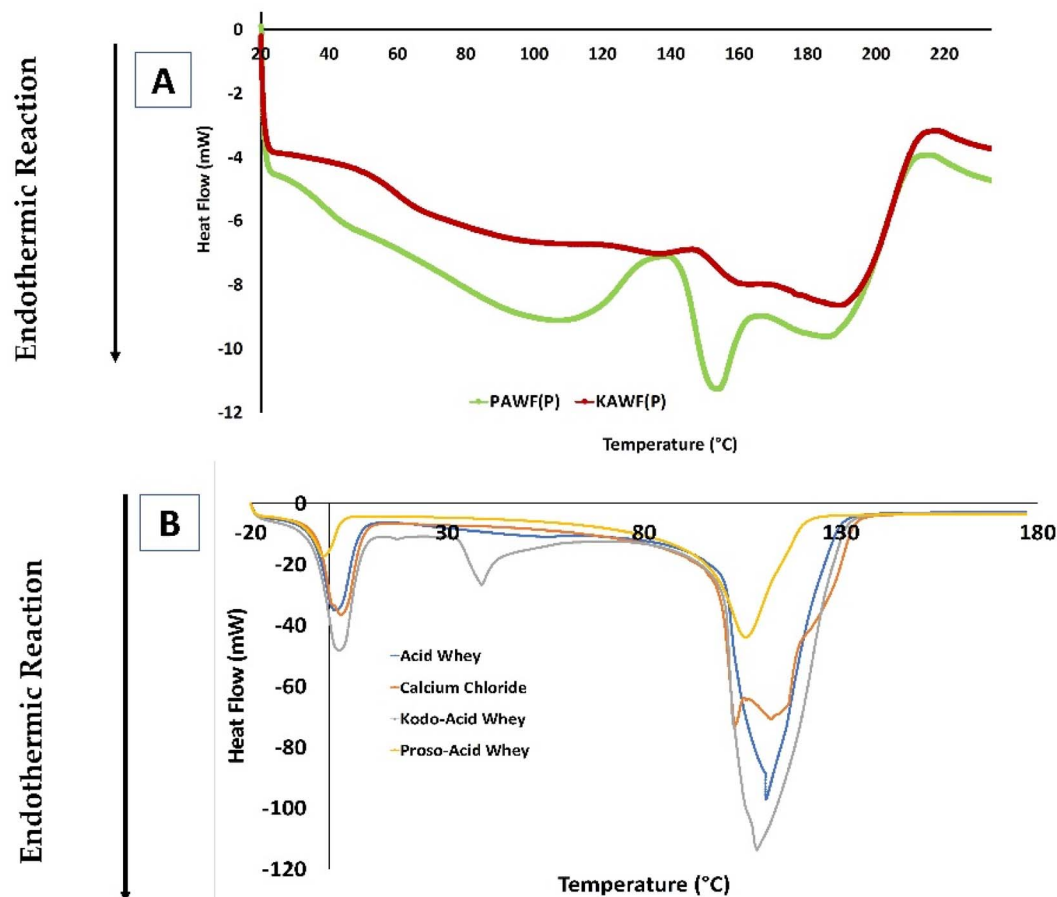 Endothermic Reaction
A
Heat Flow (mW)
0
-2
-4
-6
-8
-10
-12
20 40 60 80 100 120 140 160 180 200 220
PAWF(P) KAWF(P)
Temperature (°C)
Endothermic Reaction
B
Heat Flow (mW)
0
-20
-40
-60
-80
-100
-120
-20 30 80 130 180
Acid Whey
Calcium Chloride
Kodo-Acid Whey
Proso-Acid Whey
Temperature (°C)